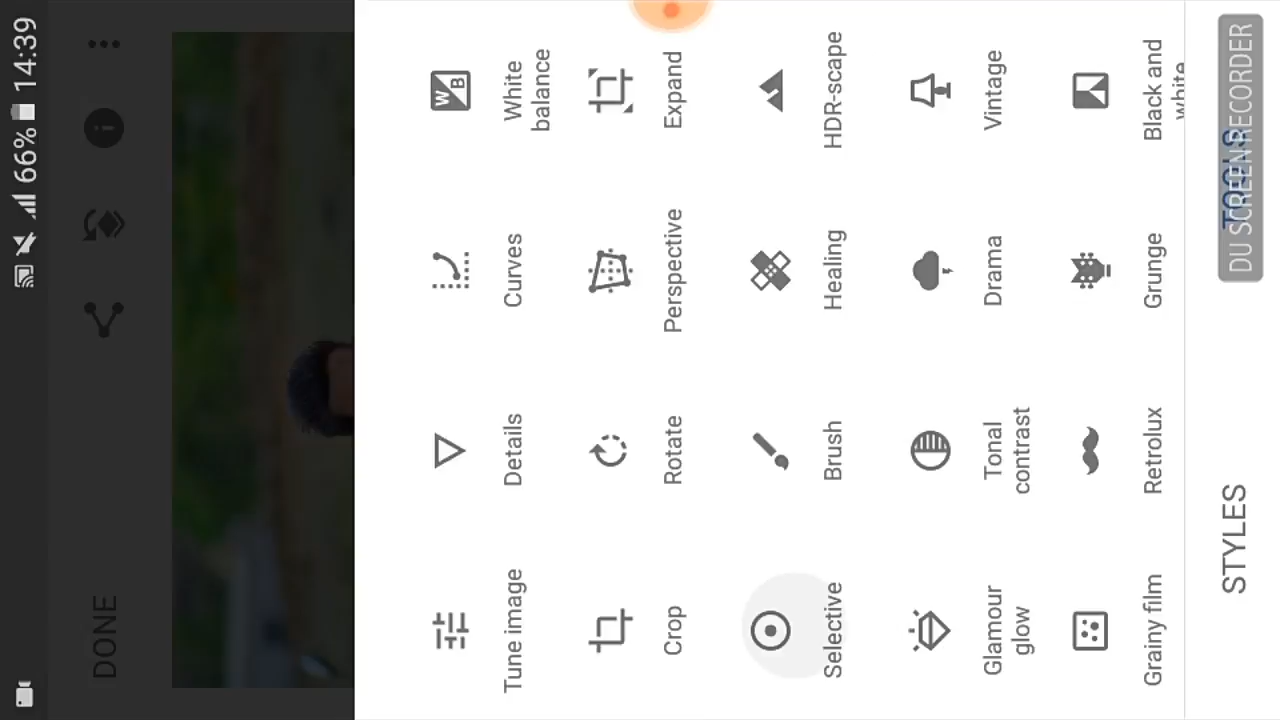 66% 14:39
DONE
Tune image
Details
Curves
White
balance
Crop
Rotate
Perspective
Expand
Selective
Brush
Healing
HDR-scape
Glamour
glow
Tonal
contrast
Drama
Vintage
Grainy film
Retrolux
Grunge
Black and
white
STYLES
TOOLS
DU SCREEN RECORDER